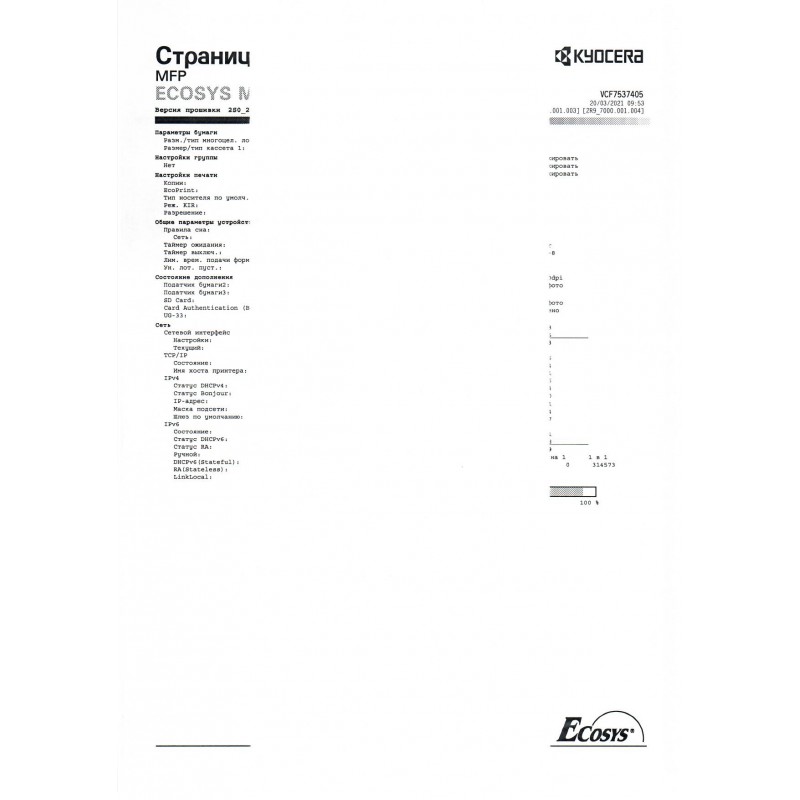 Страниц
KYOCERA
MFP
ECOSYS M
VCF7537405
20/03/2021 09:53
Версия прошивки 2S0_2
.001.003] [2R9_7000.001.004]
Параметры бумаги
Разм./тип многоцел. ло
Размер/тип кассета 1:
Настройки группы
Нет
Настройки печати
Копии:
EcoPrint:
Тип носителя по умолч.
Реж. KIR:
Разрешение:
Общие параметры устройст
Правила сна:
Сеть:
Таймер ожидания:
Таймер выключ.:
Лим. врем. подачи форм
Ун. лот. пуст.:
Состояние дополнения
Податчик бумаги2:
Податчик бумаги3:
SD Card:
Card Authentication (B
UG-33:
Сеть
Сетевой интерфейс
Настройки:
Текущий:
TCP/IP
Состояние:
Имя хоста принтера:
IPv4
Статус DHCPv4:
Статус Bonjour:
IP-адрес:
Маска подсети:
Шлюз по умолчанию:
IPv6
Состояние:
Статус DHCPv6:
Статус RA:
Ручной:
DHCPv6(Stateful):
RA(Stateless):
LinkLocal:
ировать
ировать
ировать
-в
dpi
ото
ото
но
на 1 1 в 1
0 314573
100 %
Ecosys®